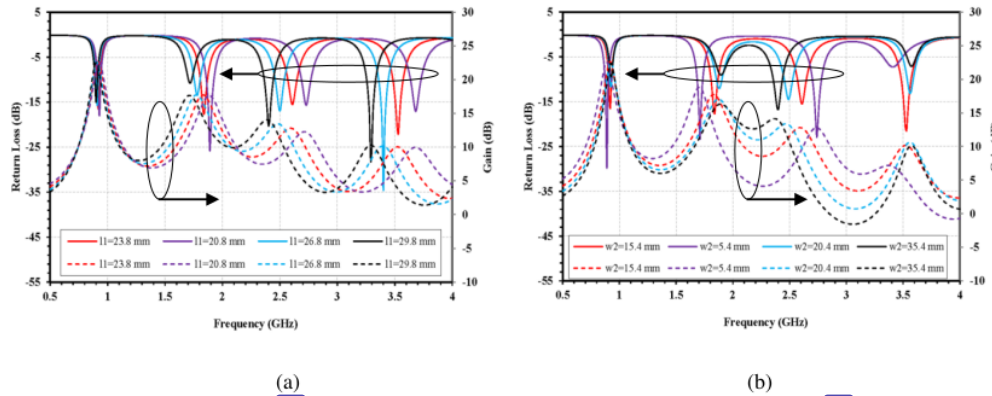 5
-5
-15
-25
-35
-45
-55
Return Loss (dB)
30
25
20
15
10
5
0
-5
-10
Gain (dB)
l1=23.8 mm
l1=20.8 mm
l1=26.8 mm
l1=29.8 mm
l1=23.8 mm
l1=20.8 mm
l1=26.8 mm
l1=29.8 mm
0.5 1 1.5 2 2.5 3 3.5 4
Frequency (GHz)
(a)
5
-5
-15
-25
-35
-45
-55
Return Loss (dB)
30
25
20
15
10
5
0
-5
-10
w2=15.4 mm
w2=5.4 mm
w2=20.4 mm
w2=35.4 mm
w2=15.4 mm
w2=5.4 mm
w2=20.4 mm
w2=35.4 mm
0.5 1 1.5 2 2.5 3 3.5 4
Frequency (GHz)
(b)